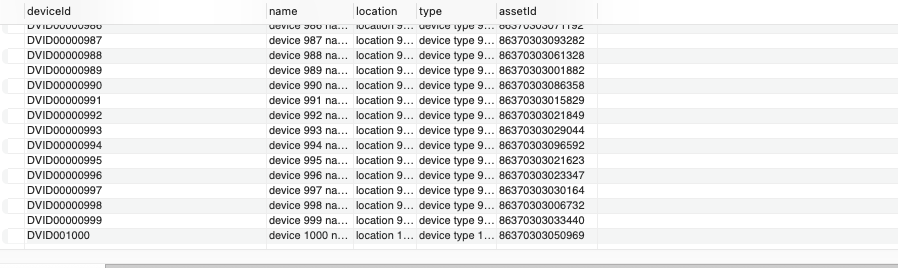 deviceId name location type assetId
DVID00000986 device 986 na... location 9... device type 9... 86370303071192
DVID00000987 device 987 na... location 9... device type 9... 86370303093282
DVID00000988 device 988 na... location 9... device type 9... 86370303061328
DVID00000989 device 989 na... location 9... device type 9... 86370303001882
DVID00000990 device 990 na... location 9... device type 9... 86370303086358
DVID00000991 device 991 na... location 9... device type 9... 86370303015829
DVID00000992 device 992 na... location 9... device type 9... 86370303021849
DVID00000993 device 993 na... location 9... device type 9... 86370303029044
DVID00000994 device 994 na... location 9... device type 9... 86370303096592
DVID00000995 device 995 na... location 9... device type 9... 86370303021623
DVID00000996 device 996 na... location 9... device type 9... 86370303023347
DVID00000997 device 997 na... location 9... device type 9... 86370303030164
DVID00000998 device 998 na... location 9... device type 9... 86370303006732
DVID00000999 device 999 na... location 9... device type 9... 86370303033440
DVID001000 device 1000 n... location 1... device type 1... 86370303050969